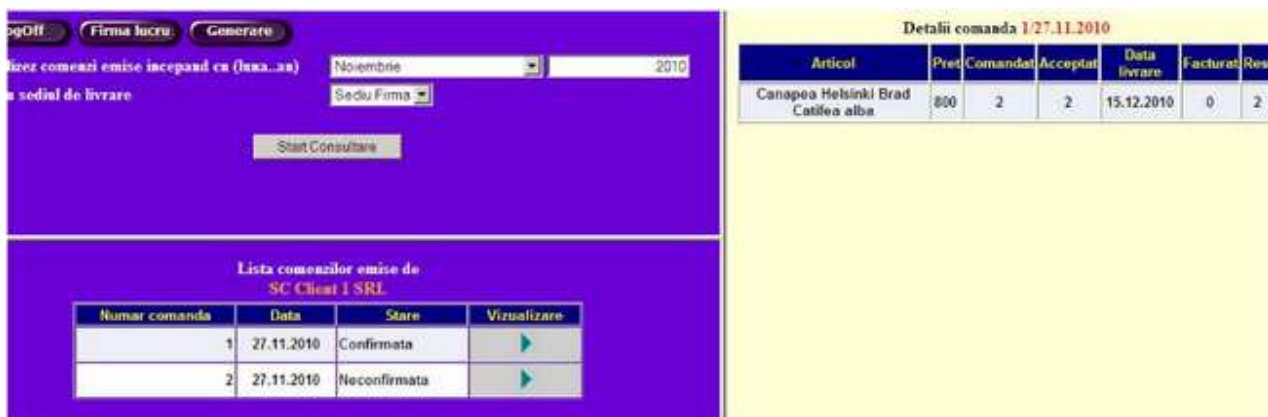 ogOff Firma lucru Generare
lizez comenzi emise incepand cu (luna..an) Noiembrie 2010
n sediul de livrare Sediu Firma
Start Consultare
Lista comenzilor emise de
SC Client 1 SRL
Numar comanda Data Stare Vizualizare
1 27.11.2010 Confirmata
2 27.11.2010 Neconfirmata
Detalii comanda 1/27.11.2010
Articol Pret Comandat Acceptat Data livrare Facturat Res
Canapea Helsinki Brad
Catifea alba 800 2 2 15.12.2010 0 2